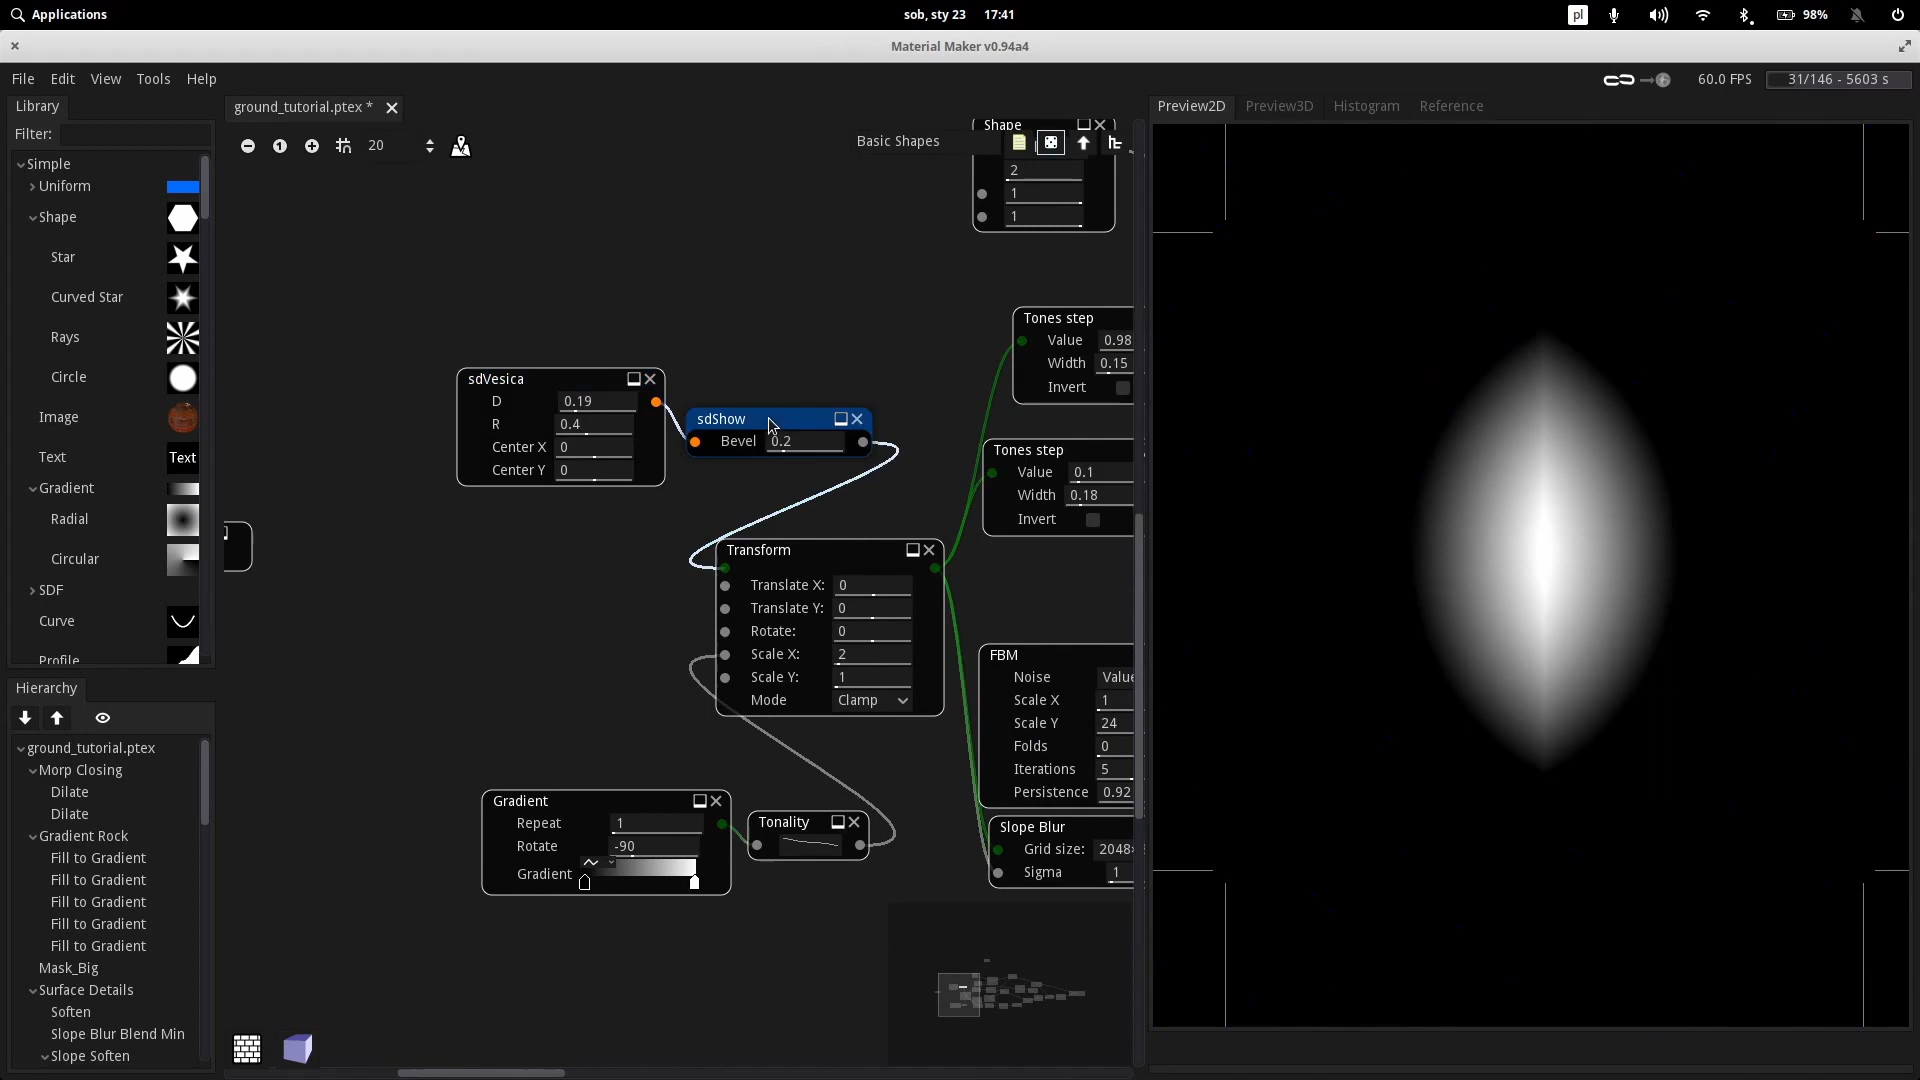 Applications
sob, sty 23 17:41
pl
98%
Material Maker v0.94a4
File Edit View Tools Help
60.0 FPS
31/146 - 5603 s
Library
Filter:
Simple
Uniform
Shape
Star
Curved Star
Rays
Circle
Image
Text
Text
Gradient
Radial
Circular
SDF
Curve
Profile
Hierarchy
ground_tutorial.ptex
Morp Closing
Dilate
Dilate
Gradient Rock
Fill to Gradient
Fill to Gradient
Fill to Gradient
Fill to Gradient
Fill to Gradient
Mask_Big
Surface Details
Soften
Slope Blur Blend Min
Slope Soften
ground_tutorial.ptex *
20
Basic Shapes
Shape
2
1
1
sdVesica
D 0.19
R 0.4
Center X 0
Center Y 0
sdShow
Bevel 0.2
Transform
Translate X: 0
Translate Y: 0
Rotate: 0
Scale X: 2
Scale Y: 1
Mode Clamp
Gradient
Repeat 1
Rotate -90
Gradient
Tonality
Tones step
Value 0.98
Width 0.15
Invert
Tones step
Value 0.1
Width 0.18
Invert
FBM
Noise Value
Scale X 1
Scale Y 24
Folds 0
Iterations 5
Persistence 0.92
Slope Blur
Grid size: 2048
Sigma 1
Preview2D Preview3D Histogram Reference